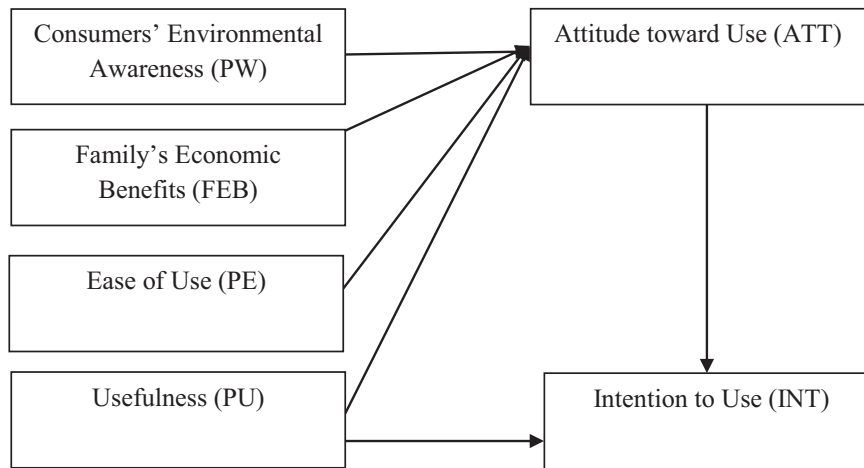 Consumers’ Environmental
Awareness (PW)
Attitude toward Use (ATT)
Family’s Economic
Benefits (FEB)
Ease of Use (PE)
Usefulness (PU)
Intention to Use (INT)